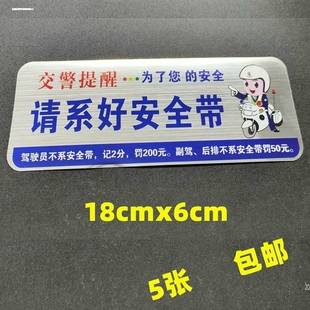 交警提醒 为了您的安全
请系好安全带
驾驶员不系安全带，记2分，罚200元。副驾、后排不系安全带罚50元。
18cmx6cm
5张
包邮